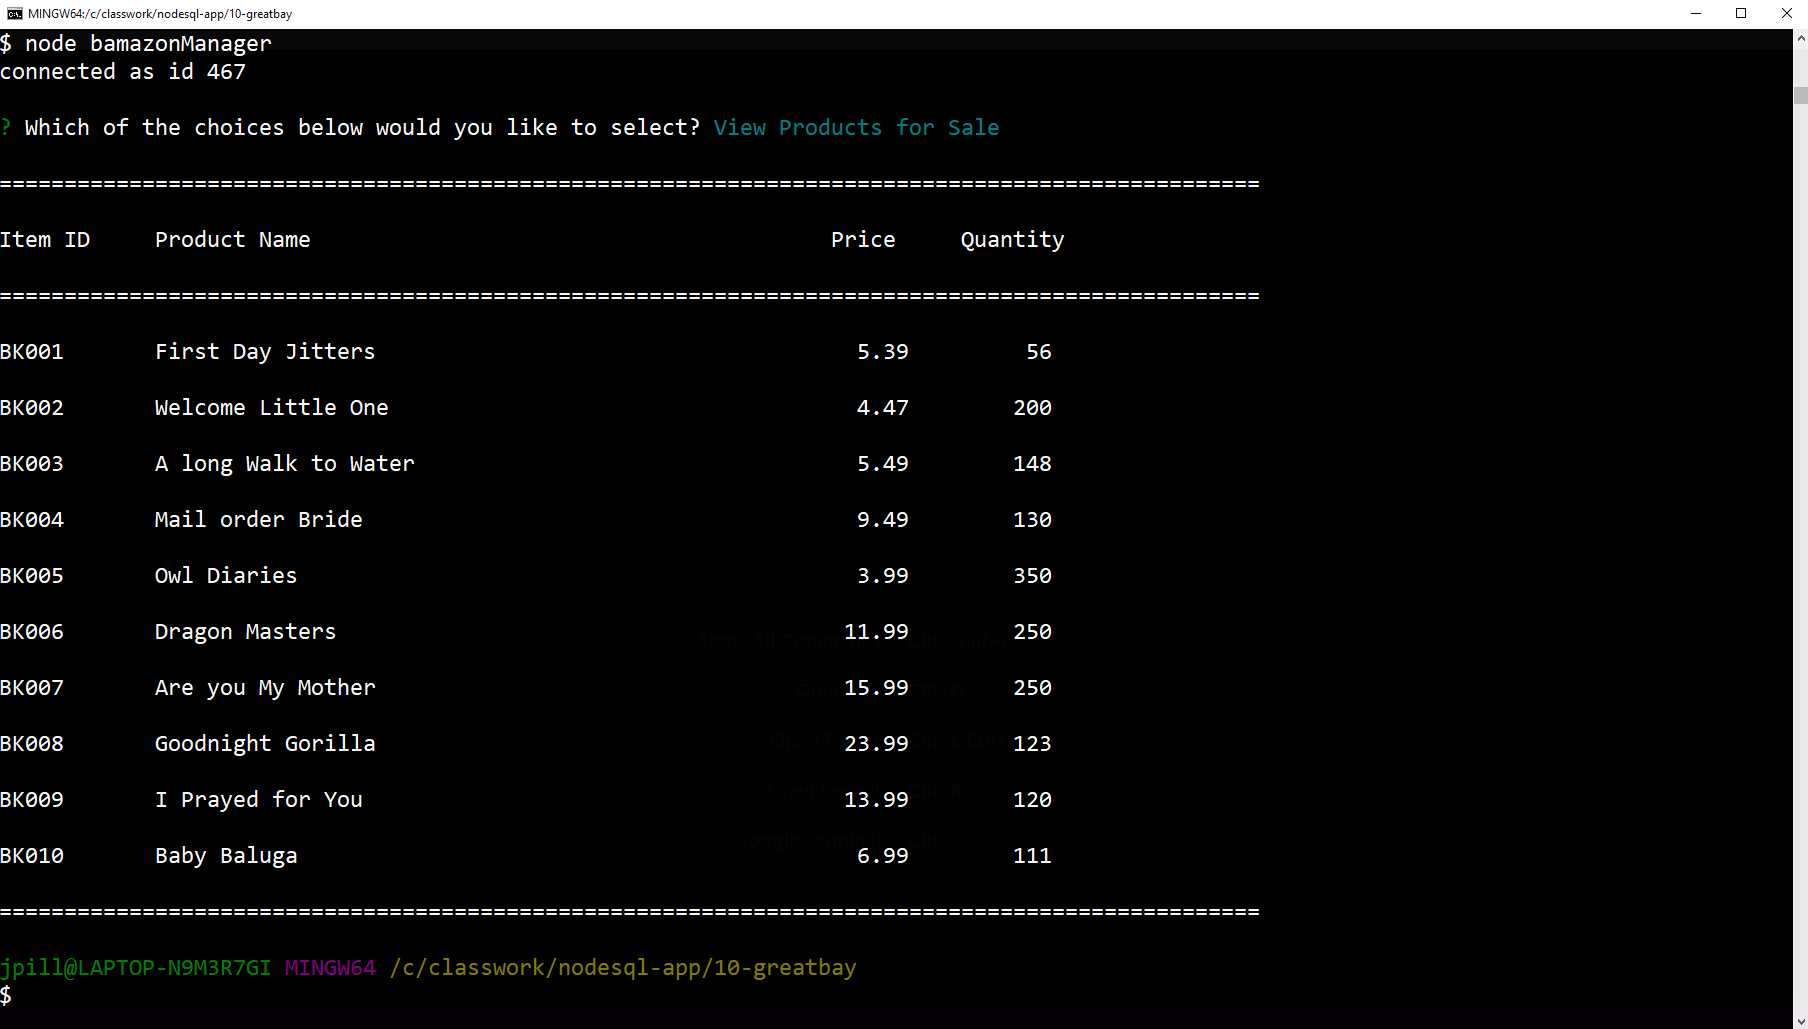 MINGW64:/c/classwork/nodesql-app/10-greatbay
$ node bamazonManager
connected as id 467
? Which of the choices below would you like to select? View Products for Sale
=================================================================================================
Item ID     Product Name                                        Price     Quantity
=================================================================================================
BK001       First Day Jitters                                     5.39         56
BK002       Welcome Little One                                    4.47        200
BK003       A long Walk to Water                                  5.49        148
BK004       Mail order Bride                                      9.49        130
BK005       Owl Diaries                                           3.99        350
BK006       Dragon Masters                                       11.99        250
BK007       Are you My Mother                                    15.99        250
BK008       Goodnight Gorilla                                    23.99        123
BK009       I Prayed for You                                     13.99        120
BK010       Baby Baluga                                           6.99        111
=================================================================================================
jpill@LAPTOP-N9M3R7GI MINGW64 /c/classwork/nodesql-app/10-greatbay
$